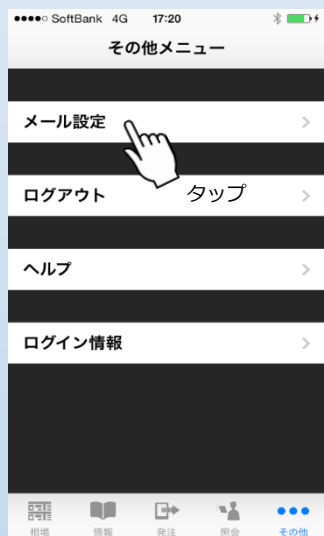 SoftBank 4G 17:20
その他メニュー
メール設定
ログアウト タップ
ヘルプ
ログイン情報
相場 情報 発注 照会 その他